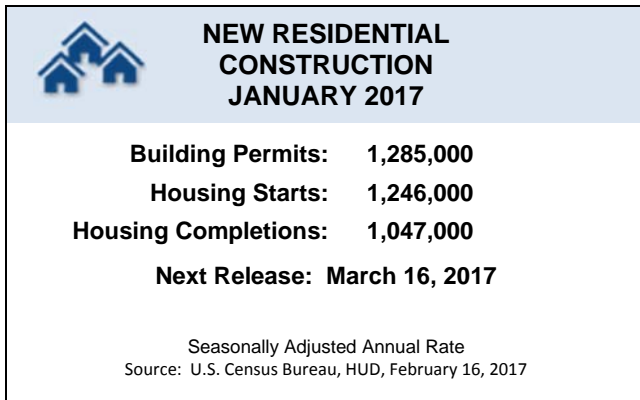 NEW RESIDENTIAL
CONSTRUCTION
JANUARY 2017
Building Permits: 1,285,000
Housing Starts: 1,246,000
Housing Completions: 1,047,000
Next Release: March 16, 2017
Seasonally Adjusted Annual Rate
Source: U.S. Census Bureau, HUD, February 16, 2017